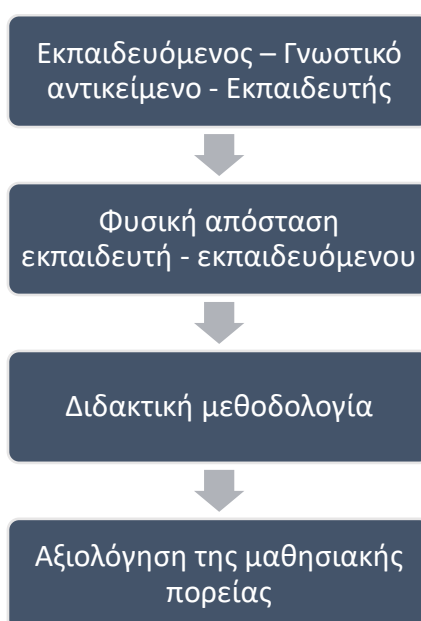 Εκπαιδευόμενος – Γνωστικό
αντικείμενο - Εκπαιδευτής
Φυσική απόσταση
εκπαιδευτή - εκπαιδευόμενου
Διδακτική μεθοδολογία
Αξιολόγηση της μαθησιακής
πορείας